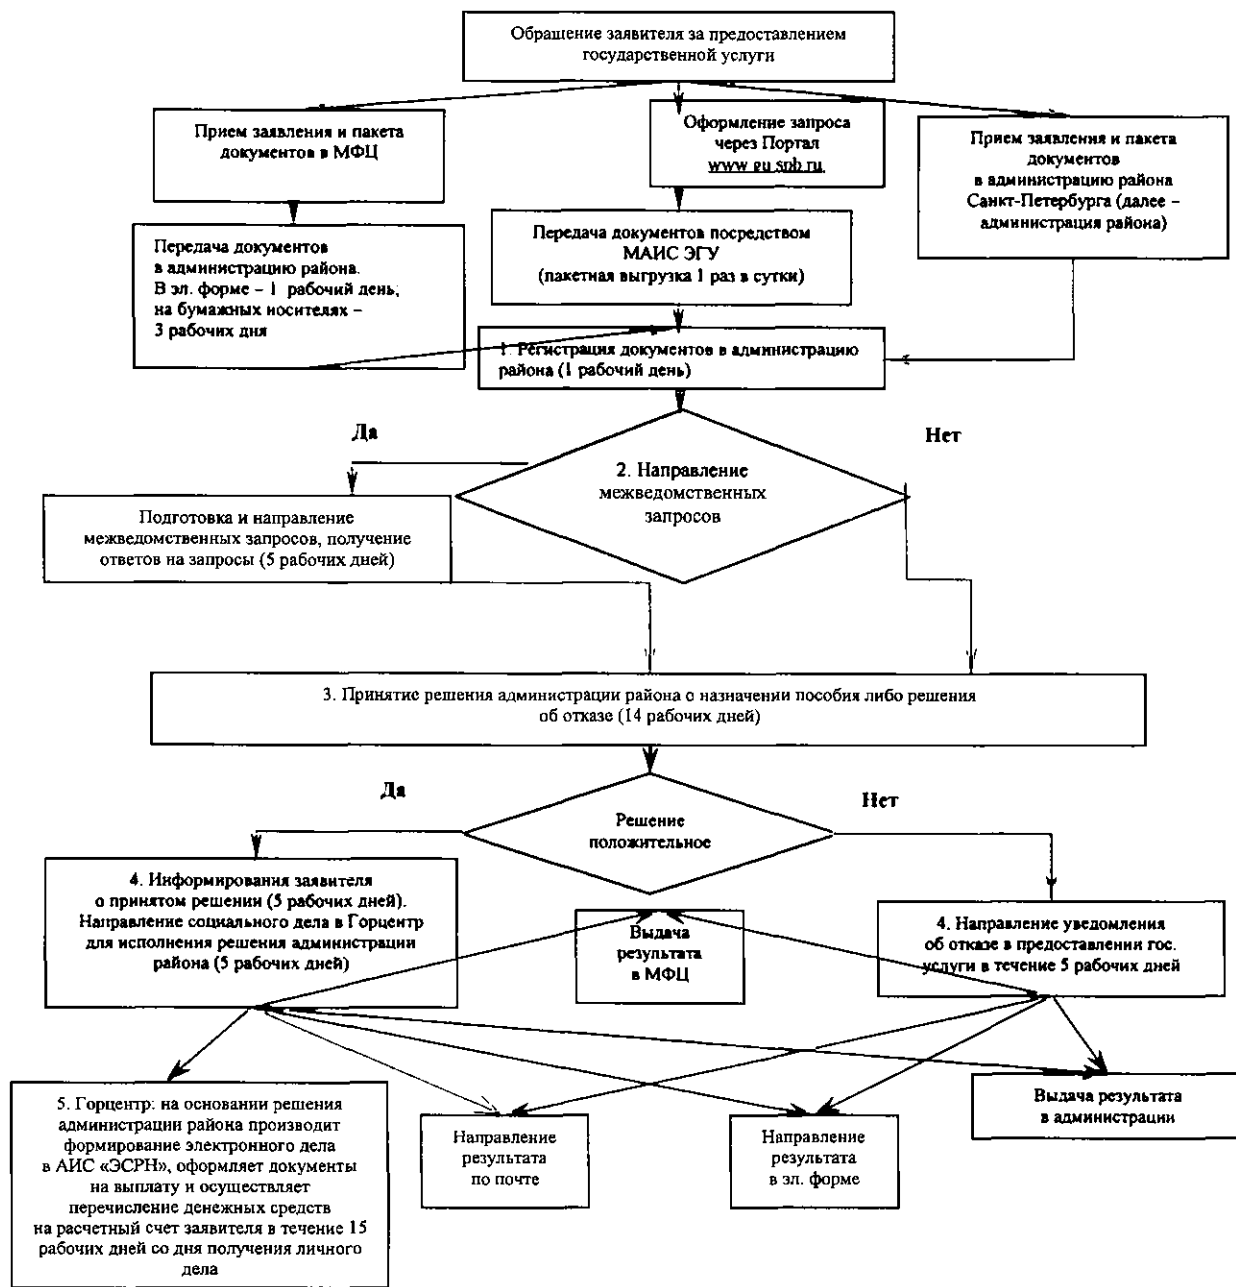 Обращение заявителя за предоставлением
государственной услуги
Прием заявления и пакета
документов в МФЦ
Оформление запроса
через Портал
www.gu.spb.ru.
Прием заявления и пакета
документов
в администрацию района
Санкт-Петербурга (далее –
администрация района)
Передача документов
в администрацию района.
В эл. форме – 1 рабочий день,
на бумажных носителях –
3 рабочих дня
Передача документов посредством
МАИС ЭГУ
(пакетная выгрузка 1 раз в сутки)
1. Регистрация документов в администрацию
района (1 рабочий день)
Да
Нет
2. Направление
межведомственных
запросов
Подготовка и направление
межведомственных запросов, получение
ответов на запросы (5 рабочих дней)
3. Принятие решения администрации района о назначении пособия либо решения
об отказе (14 рабочих дней)
Да
Нет
Решение
положительное
4. Информирования заявителя
о принятом решении (5 рабочих дней).
Направление социального дела в Горцентр
для исполнения решения администрации
района (5 рабочих дней)
Выдача
результата
в МФЦ
4. Направление уведомления
об отказе в предоставлении гос.
услуги в течение 5 рабочих дней
5. Горцентр: на основании решения
администрации района производит
формирование электронного дела
в АИС «ЭСРН», оформляет документы
на выплату и осуществляет
перечисление денежных средств
на расчетный счет заявителя в течение 15
рабочих дней со дня получения личного
дела
Направление
результата
по почте
Направление
результата
в эл. форме
Выдача результата
в администрации